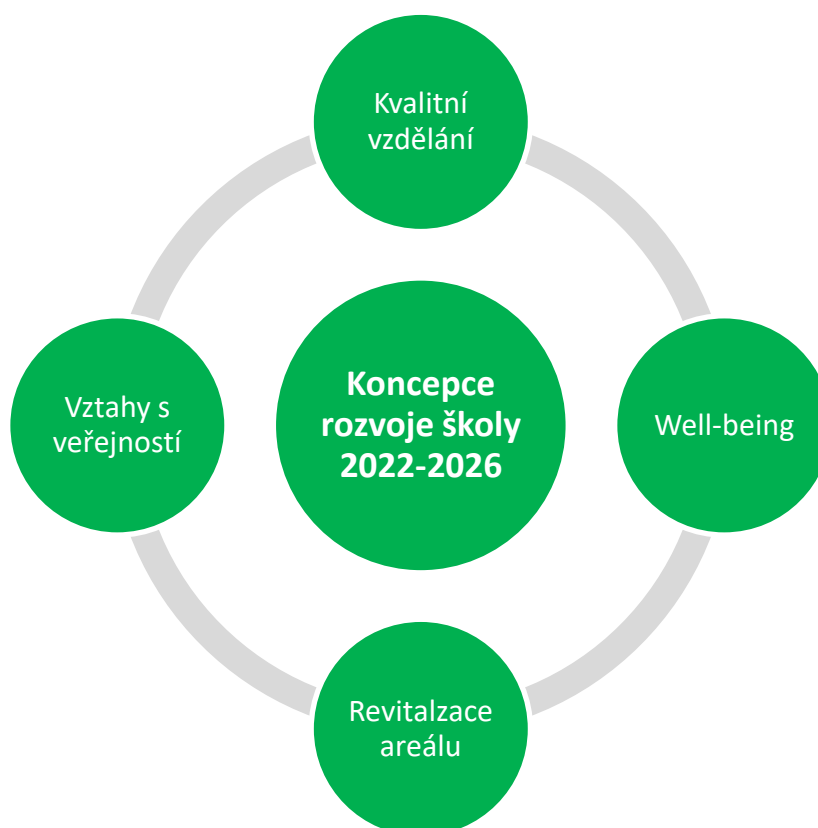 Kvalitní
vzdělání
Koncepce
rozvoje školy
2022-2026
Vztahy s
veřejností
Well-being
Revitalzace
areálu